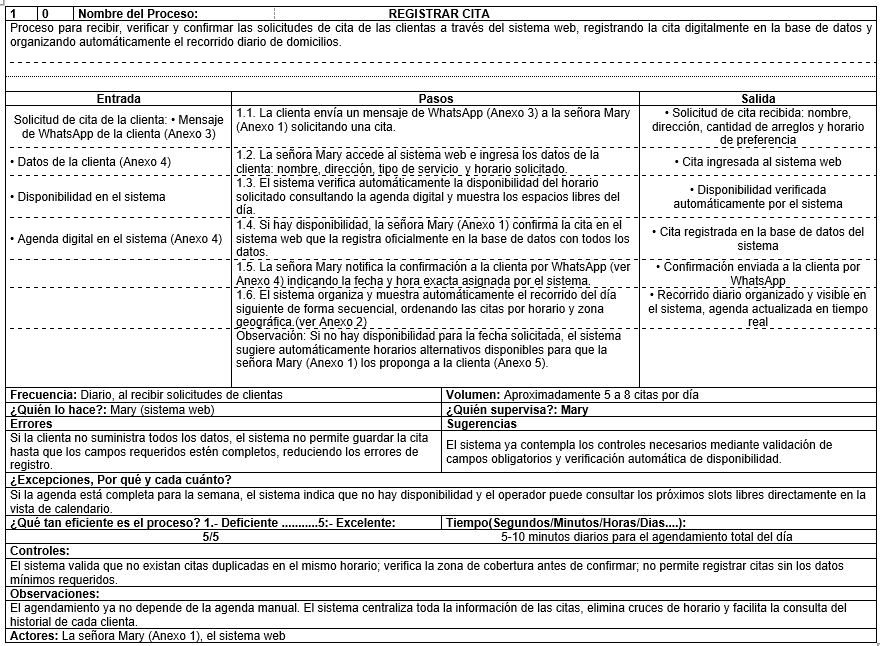 1 0 Nombre del Proceso: REGISTRAR CITA
Proceso para recibir, verificar y confirmar las solicitudes de cita de las clientas a través del sistema web, registrando la cita digitalmente en la base de datos y
organizando automáticamente el recorrido diario de domicilios.
Entrada Pasos Salida
Solicitud de cita de la clienta: • Mensaje
de WhatsApp de la clienta (Anexo 3)
1.1. La clienta envía un mensaje de WhatsApp (Anexo 3) a la señora Mary
(Anexo 1) solicitando una cita.
• Solicitud de cita recibida: nombre,
dirección, cantidad de arreglos y horario
de preferencia
• Datos de la clienta (Anexo 4)
1.2. La señora Mary accede al sistema web e ingresa los datos de la
clienta: nombre, dirección, tipo de servicio y horario solicitado.
• Cita ingresada al sistema web
• Disponibilidad en el sistema
1.3. El sistema verifica automáticamente la disponibilidad del horario
solicitado consultando la agenda digital y muestra los espacios libres del
día.
• Disponibilidad verificada
automáticamente por el sistema
• Agenda digital en el sistema (Anexo 4)
1.4. Si hay disponibilidad, la señora Mary (Anexo 1) confirma la cita en el
sistema web que la registra oficialmente en la base de datos con todos los
datos.
• Cita registrada en la base de datos del
sistema
1.5. La señora Mary notifica la confirmación a la clienta por WhatsApp (ver
Anexo 4) indicando la fecha y hora exacta asignada por el sistema.
• Confirmación enviada a la clienta por
WhatsApp
1.6. El sistema organiza y muestra automáticamente el recorrido del día
siguiente de forma secuencial, ordenando las citas por horario y zona
geográfica.(ver Anexo 2)
• Recorrido diario organizado y visible en
el sistema, agenda actualizada en tiempo
real
Observación: Si no hay disponibilidad para la fecha solicitada, el sistema
sugiere automáticamente horarios alternativos disponibles para que la
señora Mary (Anexo 1) los proponga a la clienta (Anexo 5).
Frecuencia: Diario, al recibir solicitudes de clientas Volumen: Aproximadamente 5 a 8 citas por día
¿Quién lo hace?: Mary (sistema web) ¿Quién supervisa?: Mary
Errores Sugerencias
Si la clienta no suministra todos los datos, el sistema no permite guardar la cita
hasta que los campos requeridos estén completos, reduciendo los errores de
registro.
El sistema ya contempla los controles necesarios mediante validación de
campos obligatorios y verificación automática de disponibilidad.
¿Excepciones, Por qué y cada cuánto?
Si la agenda está completa para la semana, el sistema indica que no hay disponibilidad y el operador puede consultar los próximos slots libres directamente en la
vista de calendario.
¿Qué tan eficiente es el proceso? 1.- Deficiente ...........5:- Excelente: Tiempo(Segundos/Minutos/Horas/Dias....):
5/5 5-10 minutos diarios para el agendamiento total del día
Controles:
El sistema valida que no existan citas duplicadas en el mismo horario; verifica la zona de cobertura antes de confirmar; no permite registrar citas sin los datos
mínimos requeridos.
Observaciones:
El agendamiento ya no depende de la agenda manual. El sistema centraliza toda la información de las citas, elimina cruces de horario y facilita la consulta del
historial de cada clienta.
Actores: La señora Mary (Anexo 1), el sistema web